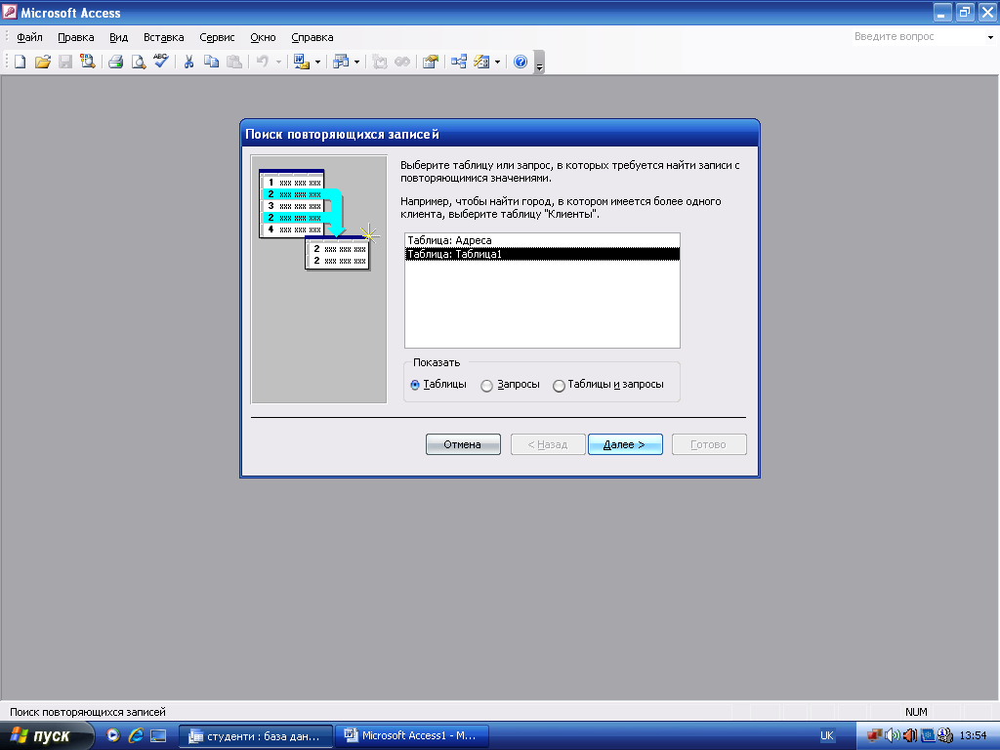 Microsoft Access
Файл Правка Вид Вставка Сервис Окно Справка Введите вопрос
ABC
Поиск повторяющихся записей
Выберите таблицу или запрос, в которых требуется найти записи с
повторяющимися значениями.
Например, чтобы найти город, в котором имеется более одного
клиента, выберите таблицу "Клиенты".
1 xxx xxx xxx
2 xxx xxx xxx
3 xxx xxx xxx
2 xxx xxx xxx
4 xxx xxx xxx
2 xxx xxx xxx
2 xxx xxx xxx
Таблица: Адреса
Таблица: Таблица1
Показать
Таблицы Запросы Таблицы и запросы
Отмена < Назад Далее > Готово
Поиск повторяющихся записей NUM
пуск студенти : база дан... Microsoft Access1 - M... UK 13:54